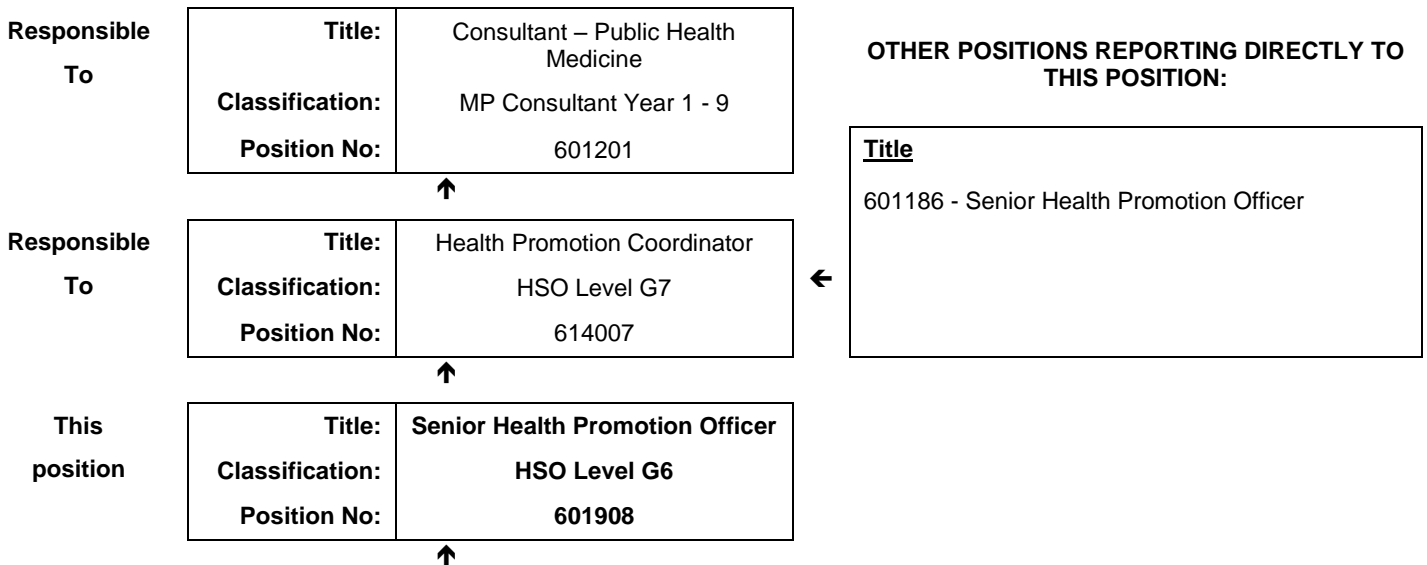 Responsible
To
Title:
Consultant – Public Health
Medicine
Classification:
MP Consultant Year 1 - 9
Position No:
601201
OTHER POSITIONS REPORTING DIRECTLY TO
THIS POSITION:
Title
601186 - Senior Health Promotion Officer
Responsible
To
Title:
Health Promotion Coordinator
Classification:
HSO Level G7
Position No:
614007
This
position
Title:
Senior Health Promotion Officer
Classification:
HSO Level G6
Position No:
601908